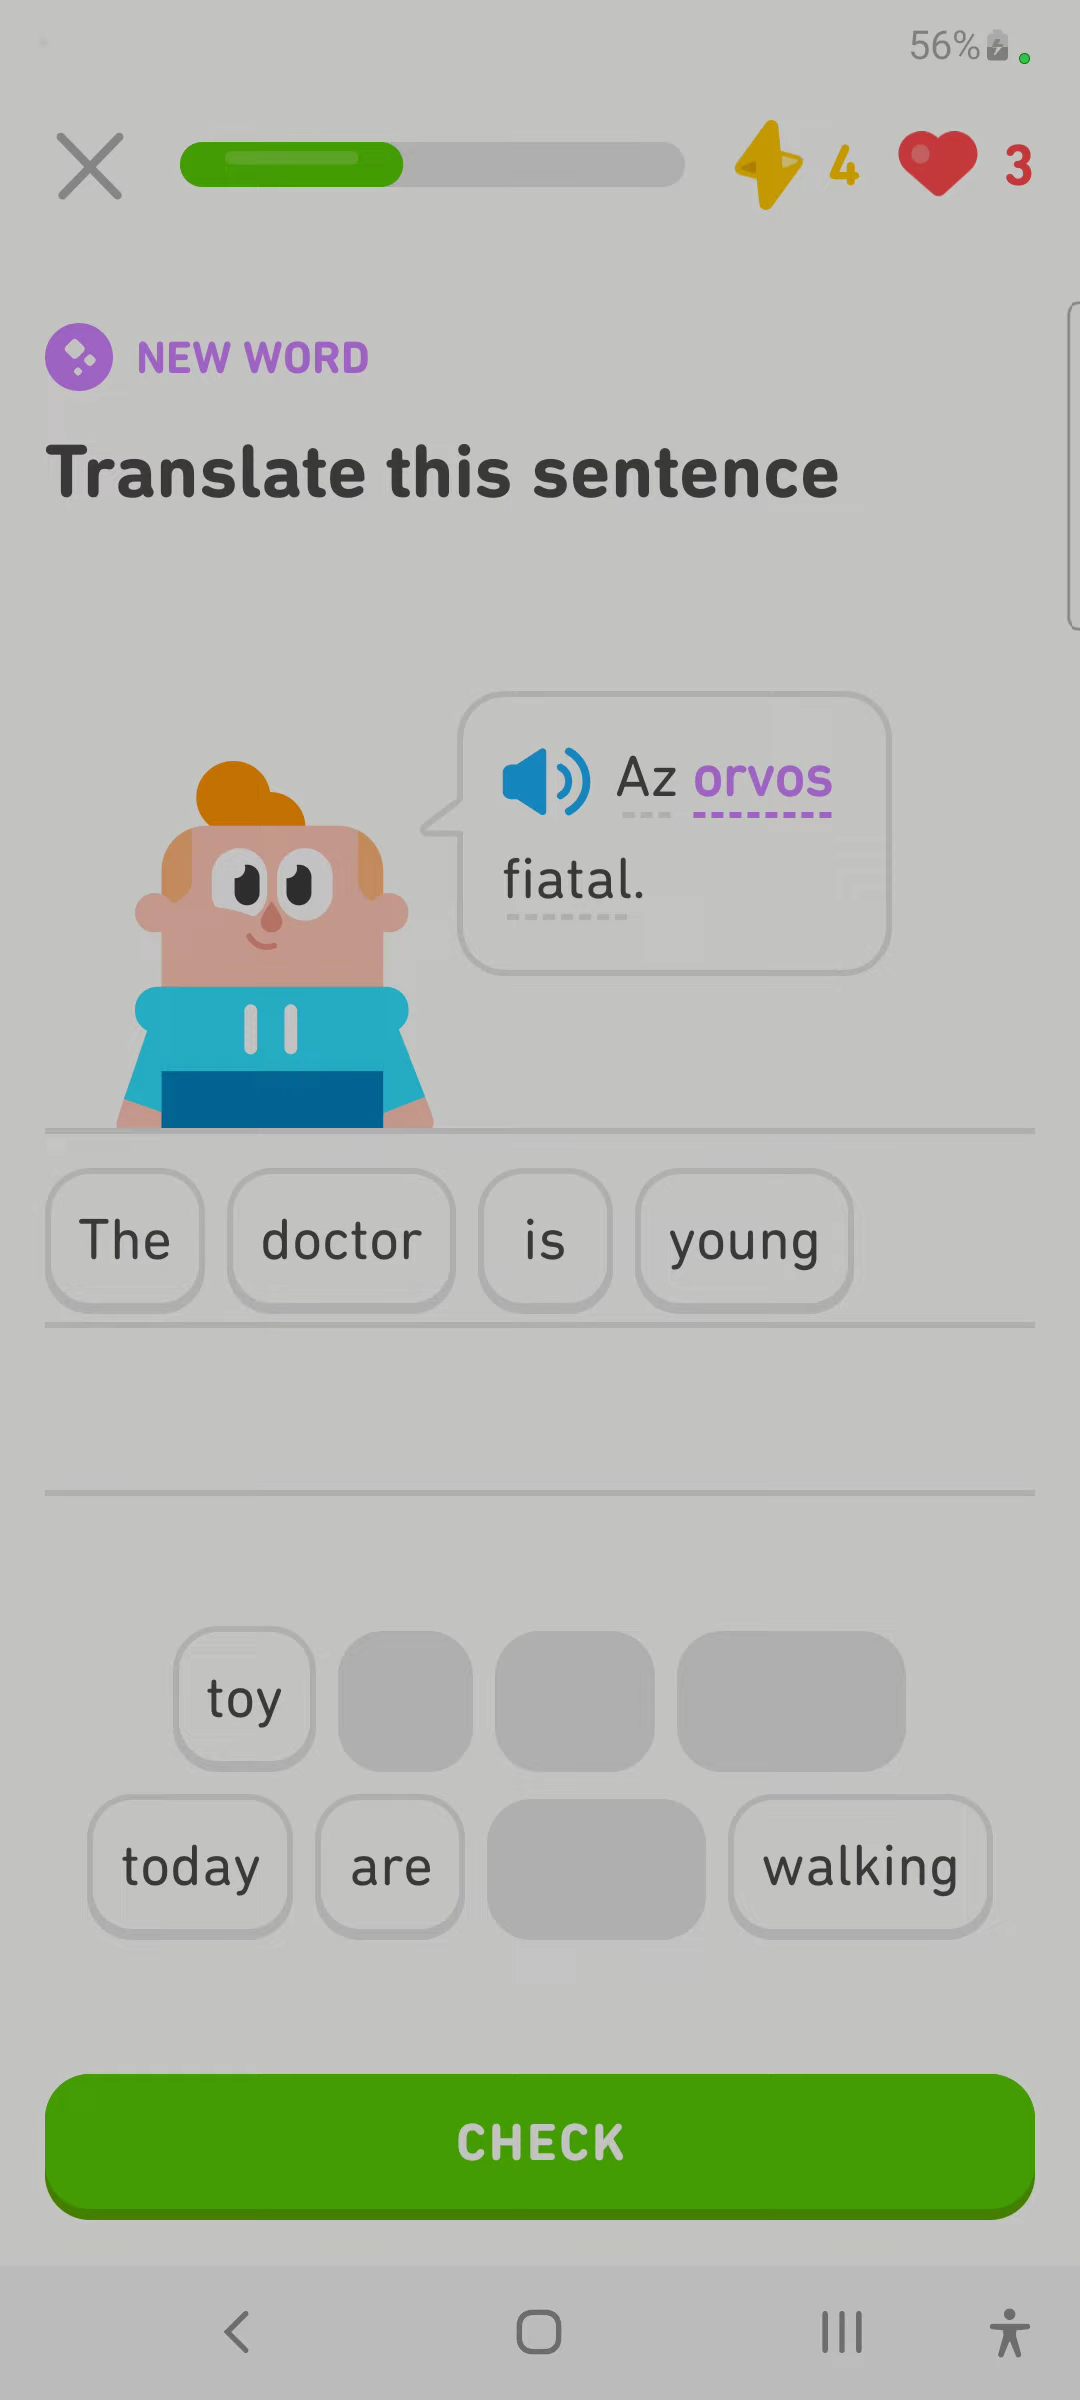 56%
4 3
NEW WORD
Translate this sentence
Az orvos
fiatal.
The doctor is young
toy
today are walking
CHECK